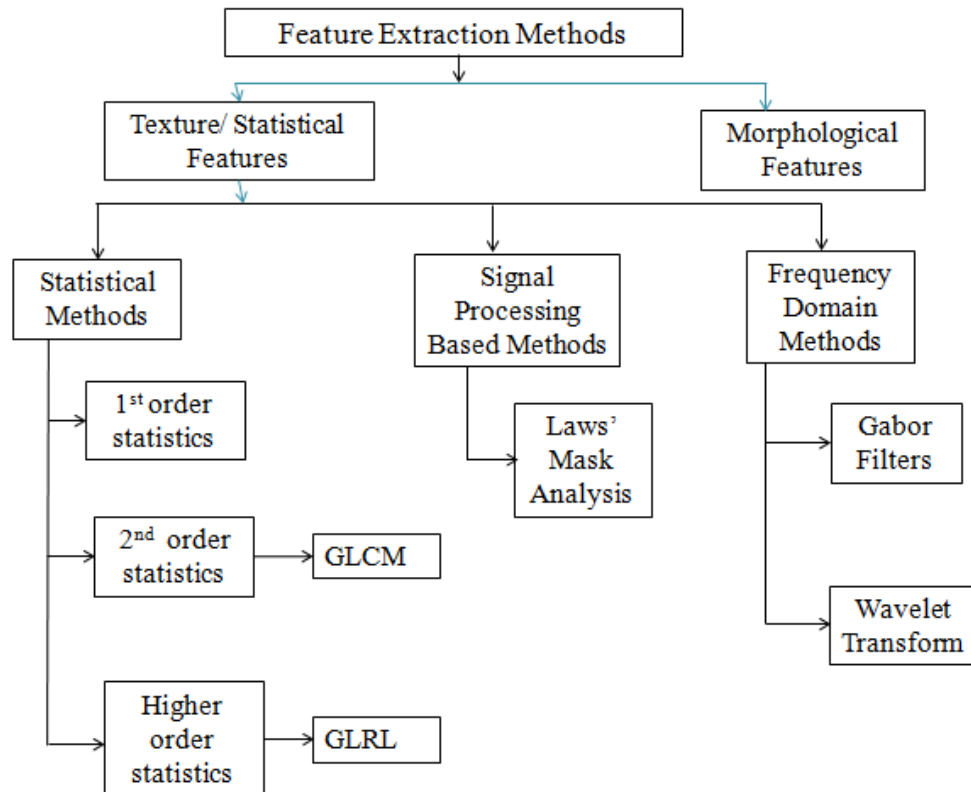 Feature Extraction Methods
Texture/ Statistical
Features
Morphological
Features
Statistical
Methods
Signal
Processing
Based Methods
Frequency
Domain
Methods
1st order
statistics
Laws’
Mask
Analysis
Gabor
Filters
2nd order
statistics
GLCM
Wavelet
Transform
Higher
order
statistics
GLRL